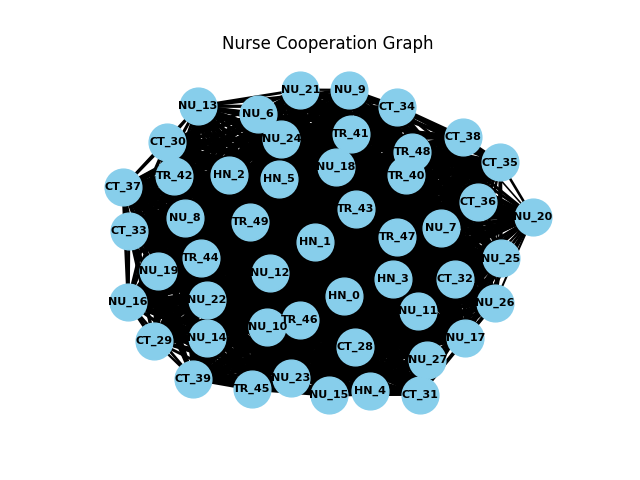 Nurse Cooperation Graph
NU_21
NU_9
NU_13
CT_34
NU_6
TR_41
CT_38
NU_24
CT_30
TR_48
CT_35
NU_18
TR_42
HN_2
HN_5
TR_40
CT_37
CT_36
TR_43
NU_8
NU_20
TR_49
NU_7
CT_33
TR_47
HN_1
TR_44
NU_25
NU_19
NU_12
HN_3
CT_32
HN_0
NU_16
NU_22
NU_26
NU_11
TR_46
NU_10
NU_14
NU_17
CT_29
CT_28
NU_27
CT_39
NU_23
TR_45
HN_4
NU_15
CT_31